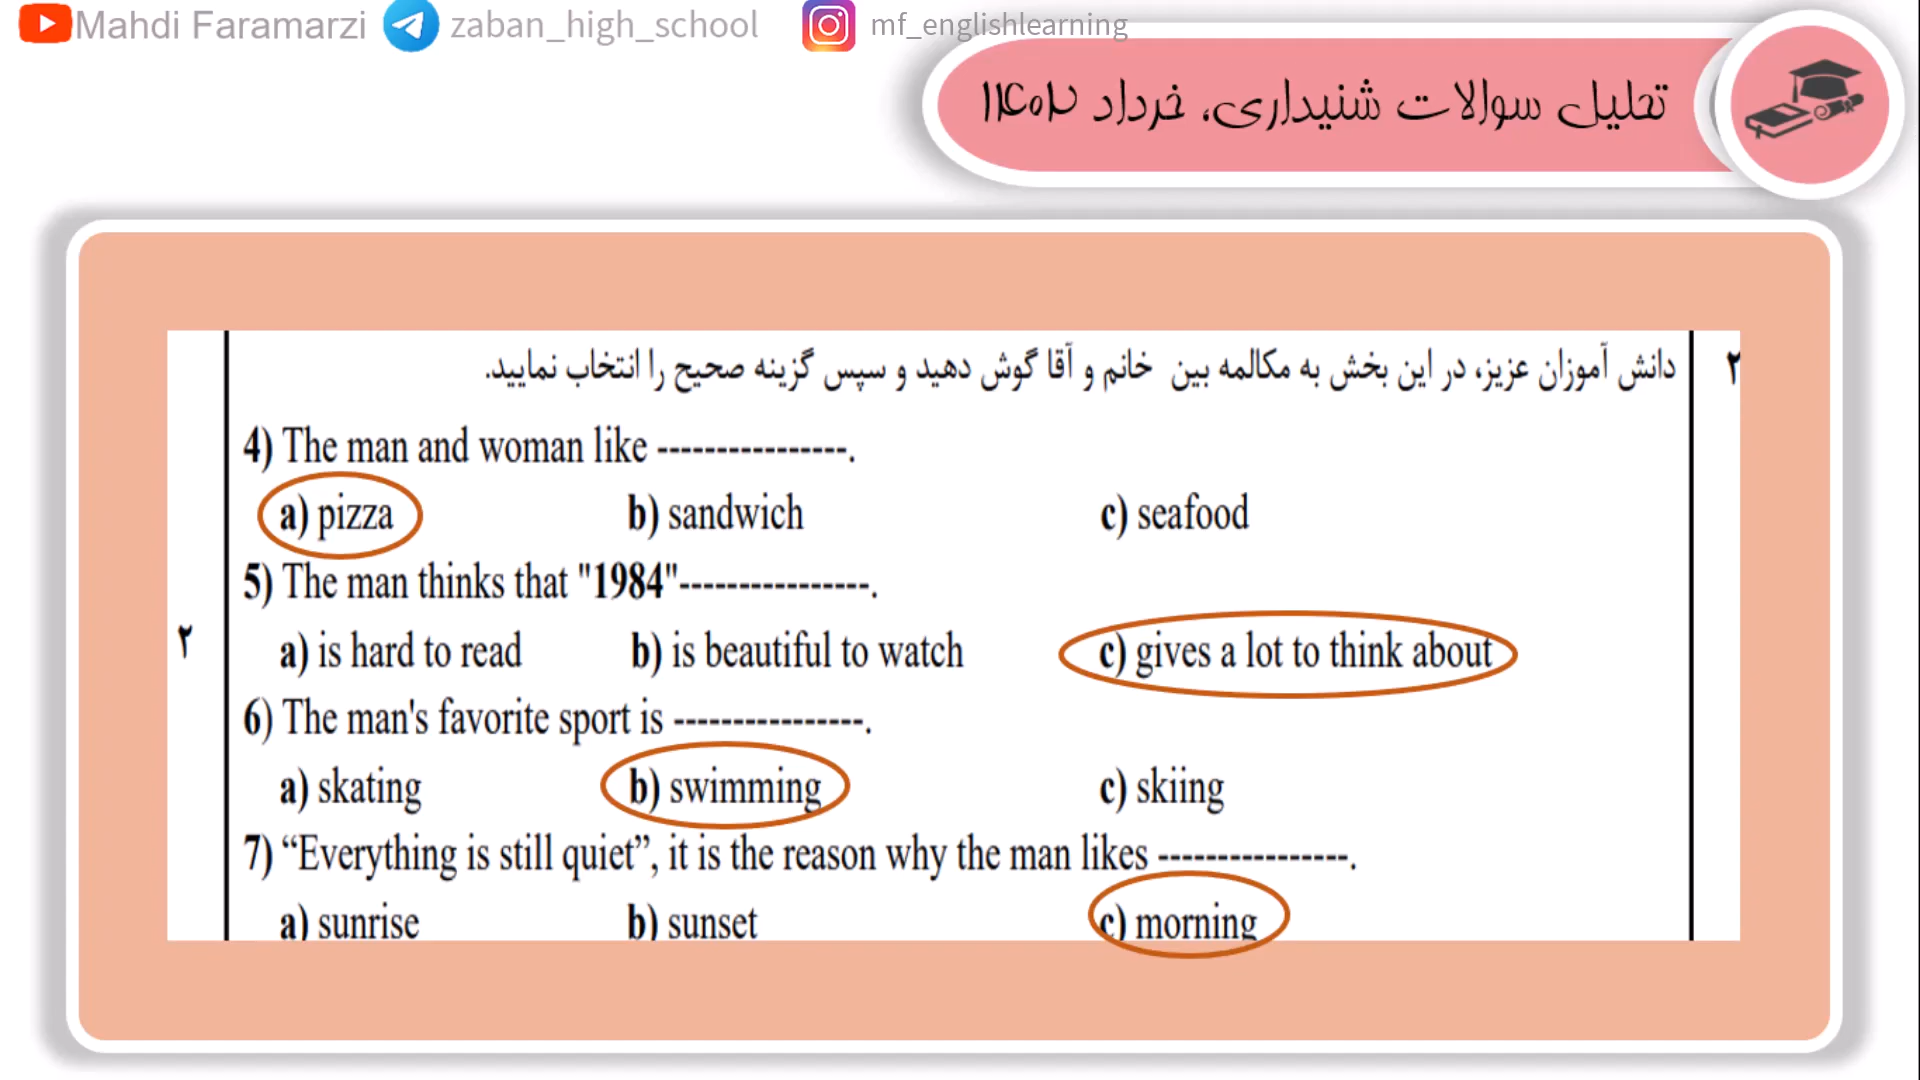 Mahdi Faramarzi zaban_high_school mf_englishlearning
تحلیل سوالات شنیداری، خرداد ۱۴۰۳
۲ دانش آموزان عزیز، در این بخش به مکالمه بین خانم و آقا گوش دهید و سپس گزینه صحیح را انتخاب نمایید.
4) The man and woman like ----------------.
a) pizza b) sandwich c) seafood
5) The man thinks that "1984"----------------.
۲ a) is hard to read b) is beautiful to watch c) gives a lot to think about
6) The man's favorite sport is ----------------.
a) skating b) swimming c) skiing
7) “Everything is still quiet”, it is the reason why the man likes ----------------.
a) sunrise b) sunset c) morning